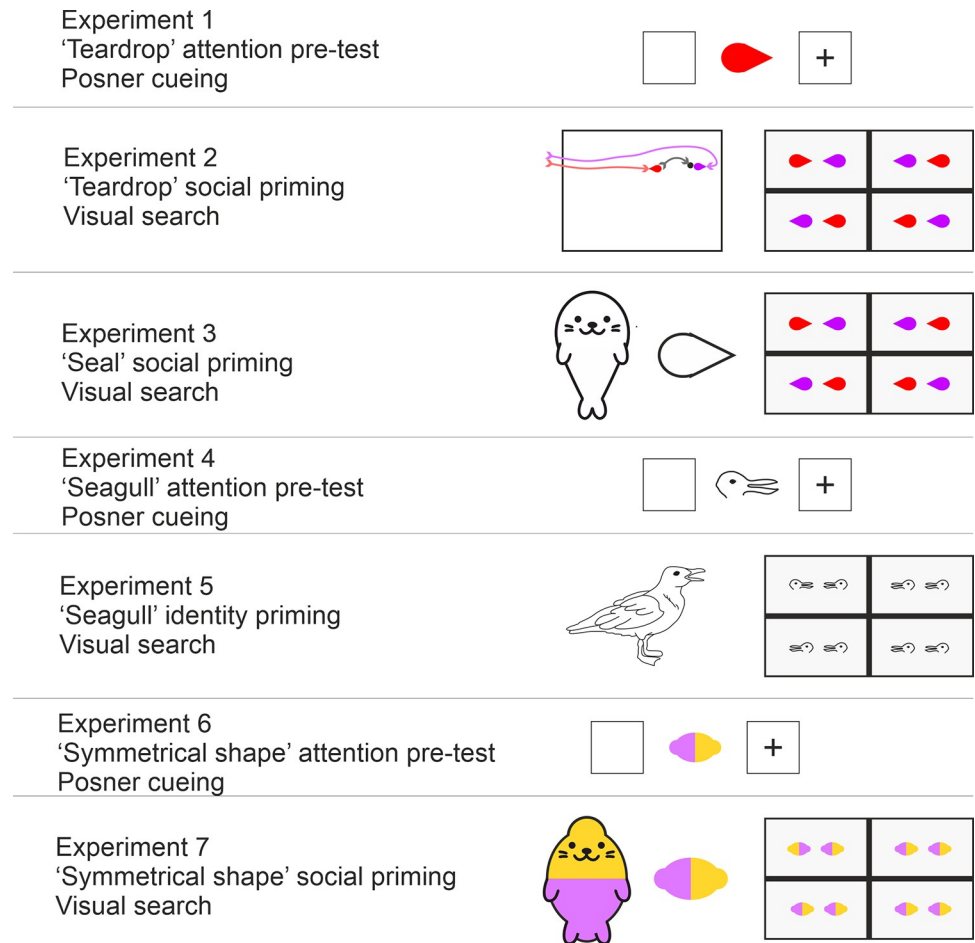 Experiment 1
‘Teardrop’ attention pre-test
Posner cueing
+
Experiment 2
‘Teardrop’ social priming
Visual search
Experiment 3
‘Seal’ social priming
Visual search
Experiment 4
‘Seagull’ attention pre-test
Posner cueing
+
Experiment 5
‘Seagull’ identity priming
Visual search
Experiment 6
‘Symmetrical shape’ attention pre-test
Posner cueing
+
Experiment 7
‘Symmetrical shape’ social priming
Visual search